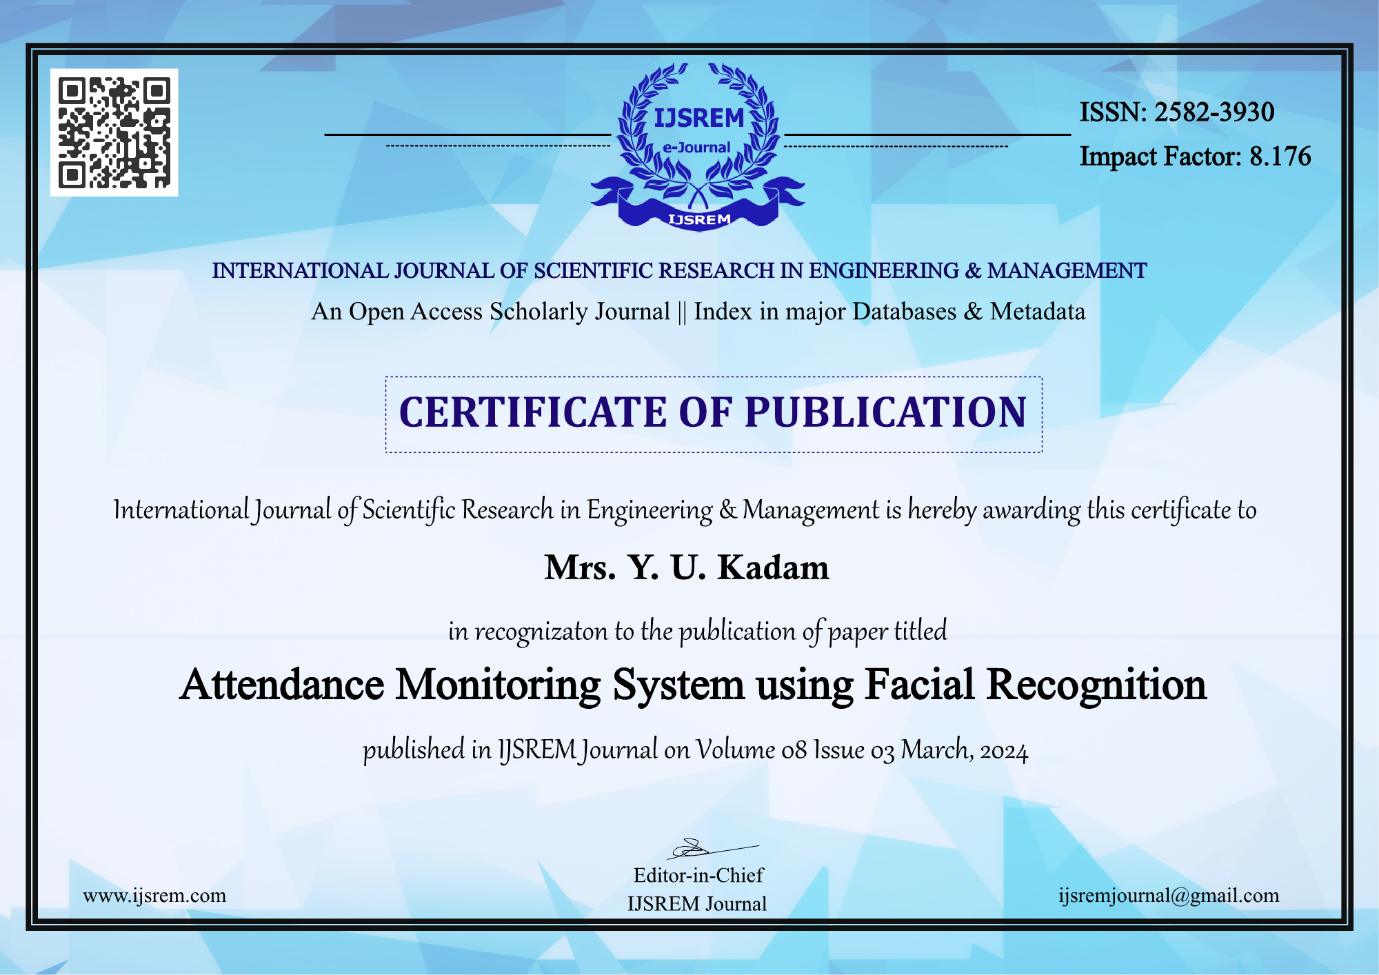 IJSREM
e-Journal
IJSREM
ISSN: 2582-3930
Impact Factor: 8.176
INTERNATIONAL JOURNAL OF SCIENTIFIC RESEARCH IN ENGINEERING & MANAGEMENT
An Open Access Scholarly Journal || Index in major Databases & Metadata
CERTIFICATE OF PUBLICATION
International Journal of Scientific Research in Engineering & Management is hereby awarding this certificate to
Mrs. Y. U. Kadam
in recognizaton to the publication of paper titled
Attendance Monitoring System using Facial Recognition
published in IJSREM Journal on Volume 08 Issue 03 March, 2024
Editor-in-Chief
IJSREM Journal
www.ijsrem.com
ijsremjournal@gmail.com